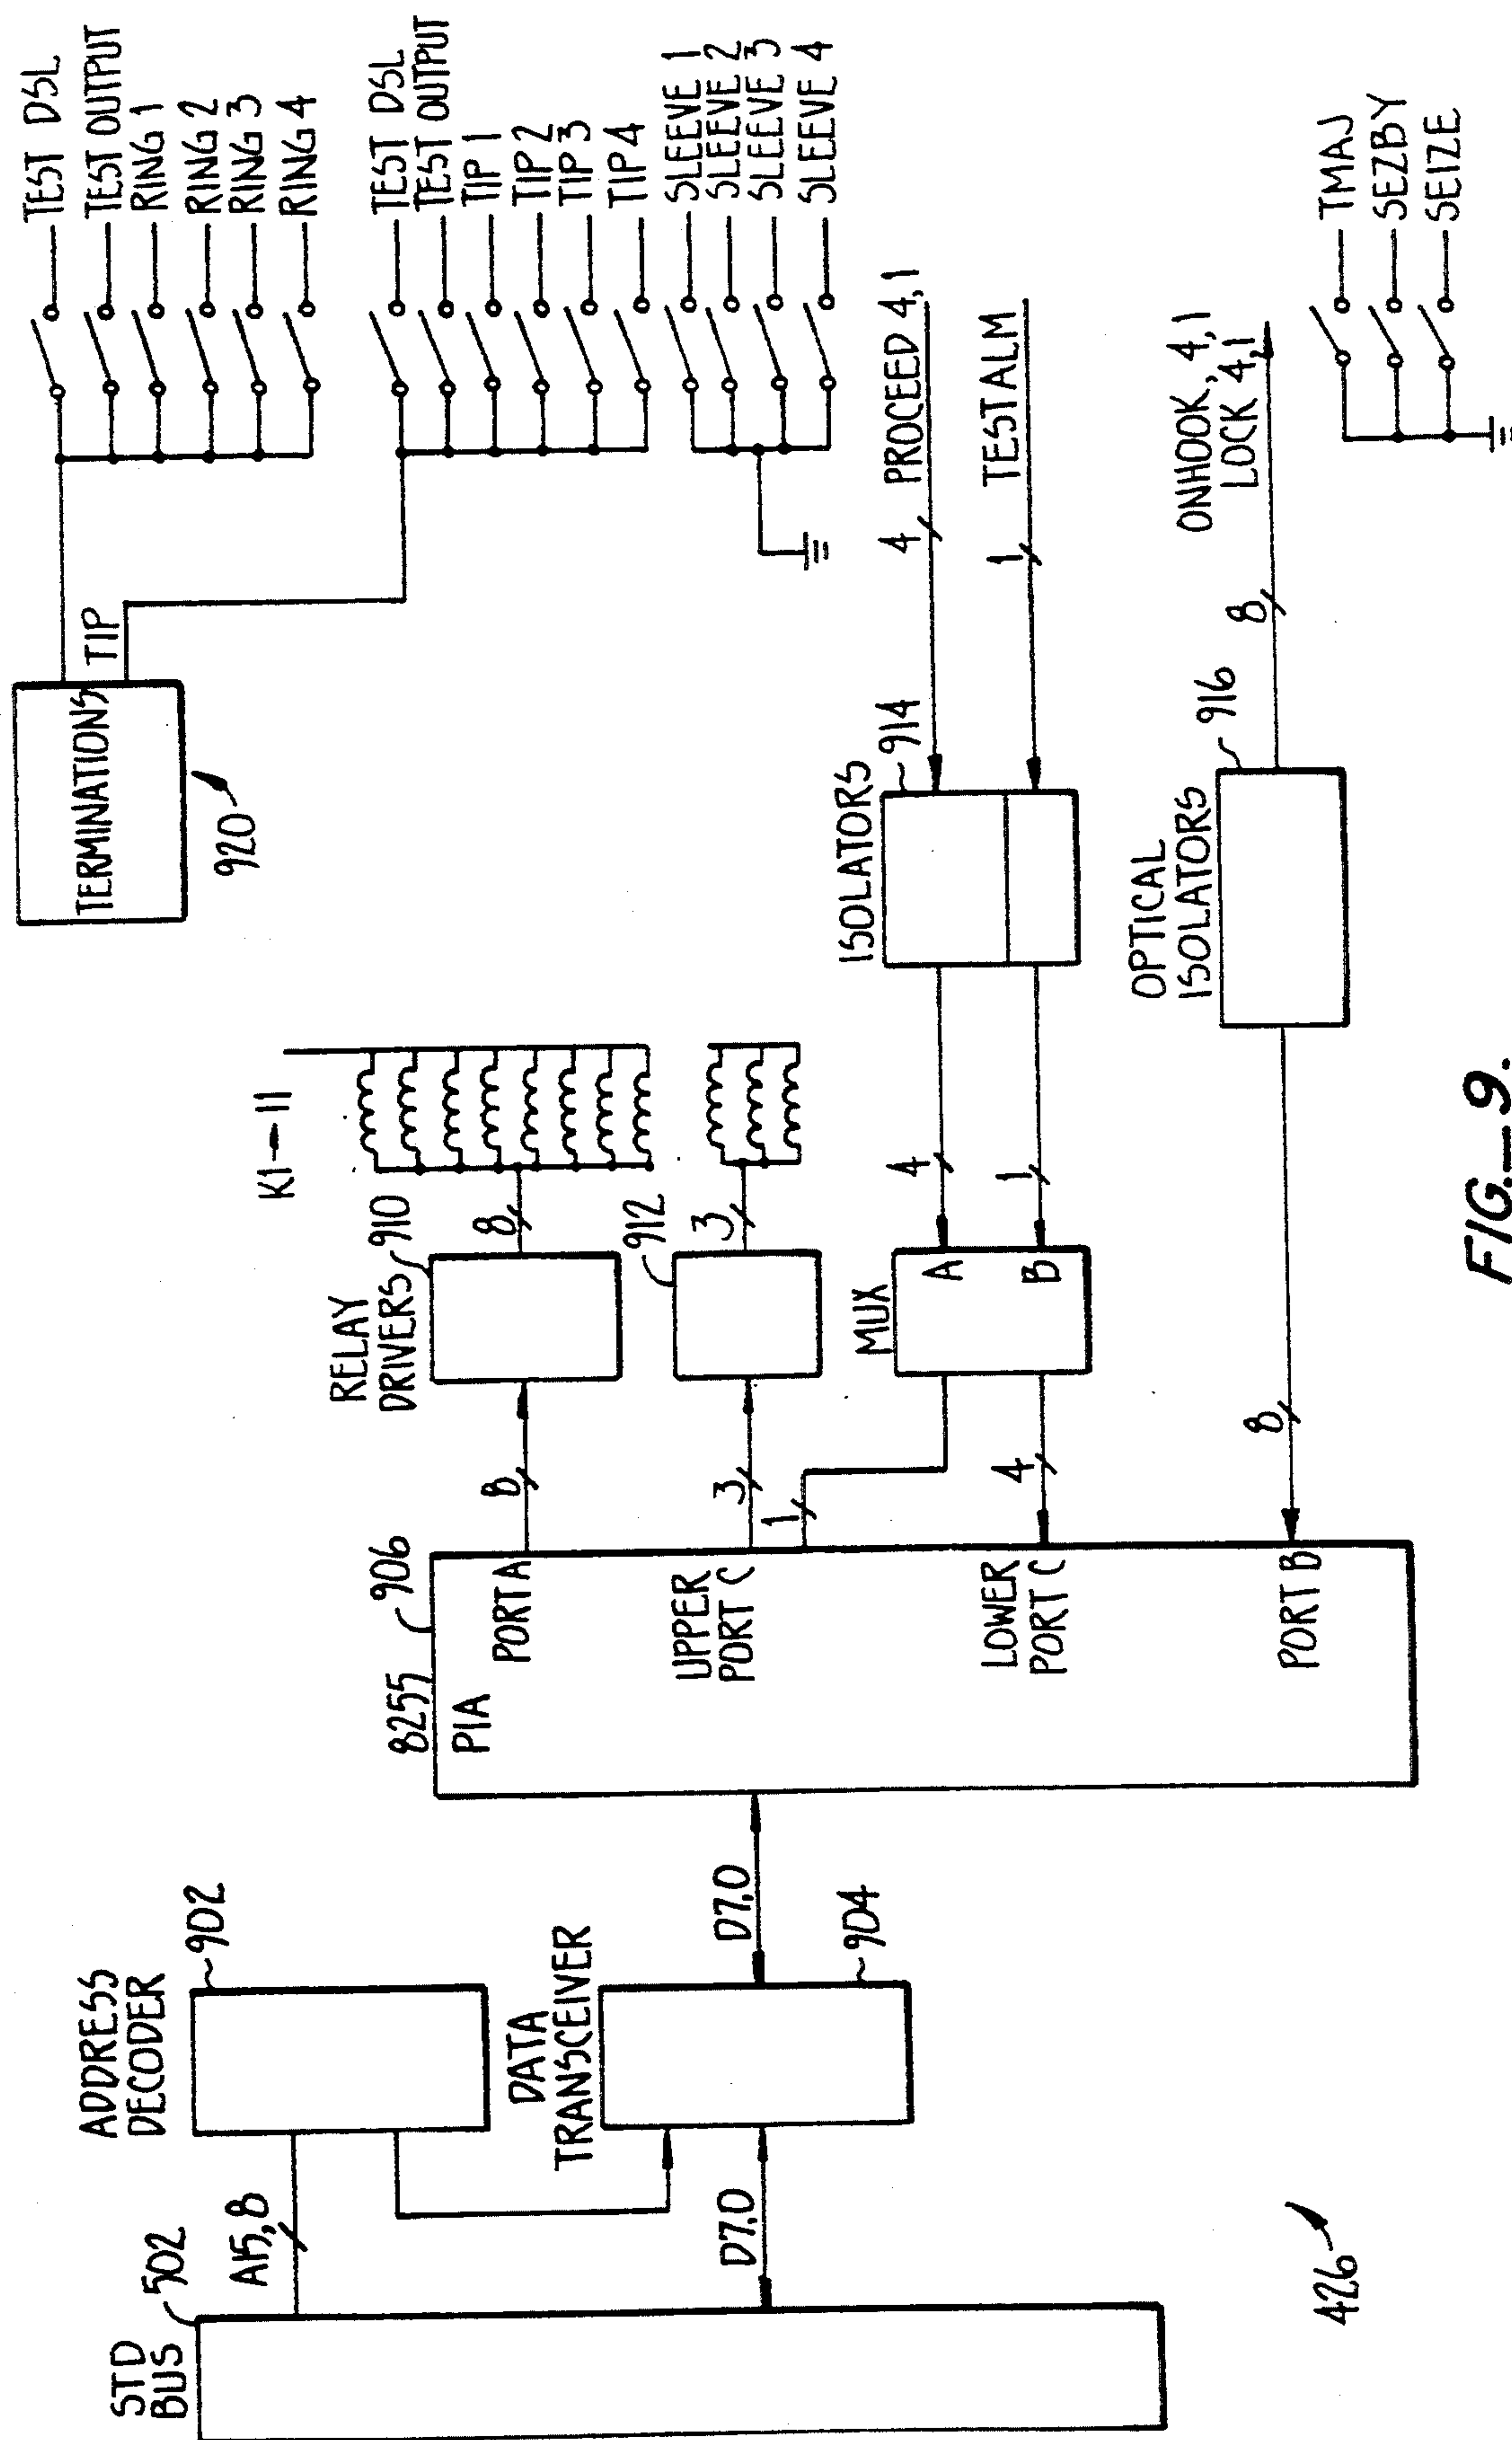 STD
BUS
502
A15,8
D7.0
ADDRESS
DECODER
902
DATA
TRANSCEIVER
904
D7.0
8255
906
PIA
PORT A
UPPER
PORT C
LOWER
PORT C
PORT B
8
3
1
4
8
RELAY
DRIVERS
910
912
MUX
A
B
8
3
4
1
K1→11
ISOLATORS
914
OPTICAL
ISOLATORS
916
TERMINATIONS
920
TIP
4
PROCEED 4,1
1
TESTALM
8
ONHOOK, 4,1
LOCK 4,1
TEST DSL
TEST OUTPUT
RING 1
RING 2
RING 3
RING 4
TEST DSL
TEST OUTPUT
TIP 1
TIP 2
TIP 3
TIP 4
SLEEVE 1
SLEEVE 2
SLEEVE 3
SLEEVE 4
TMAJ
SEZBY
SEIZE
426
FIG.—9.